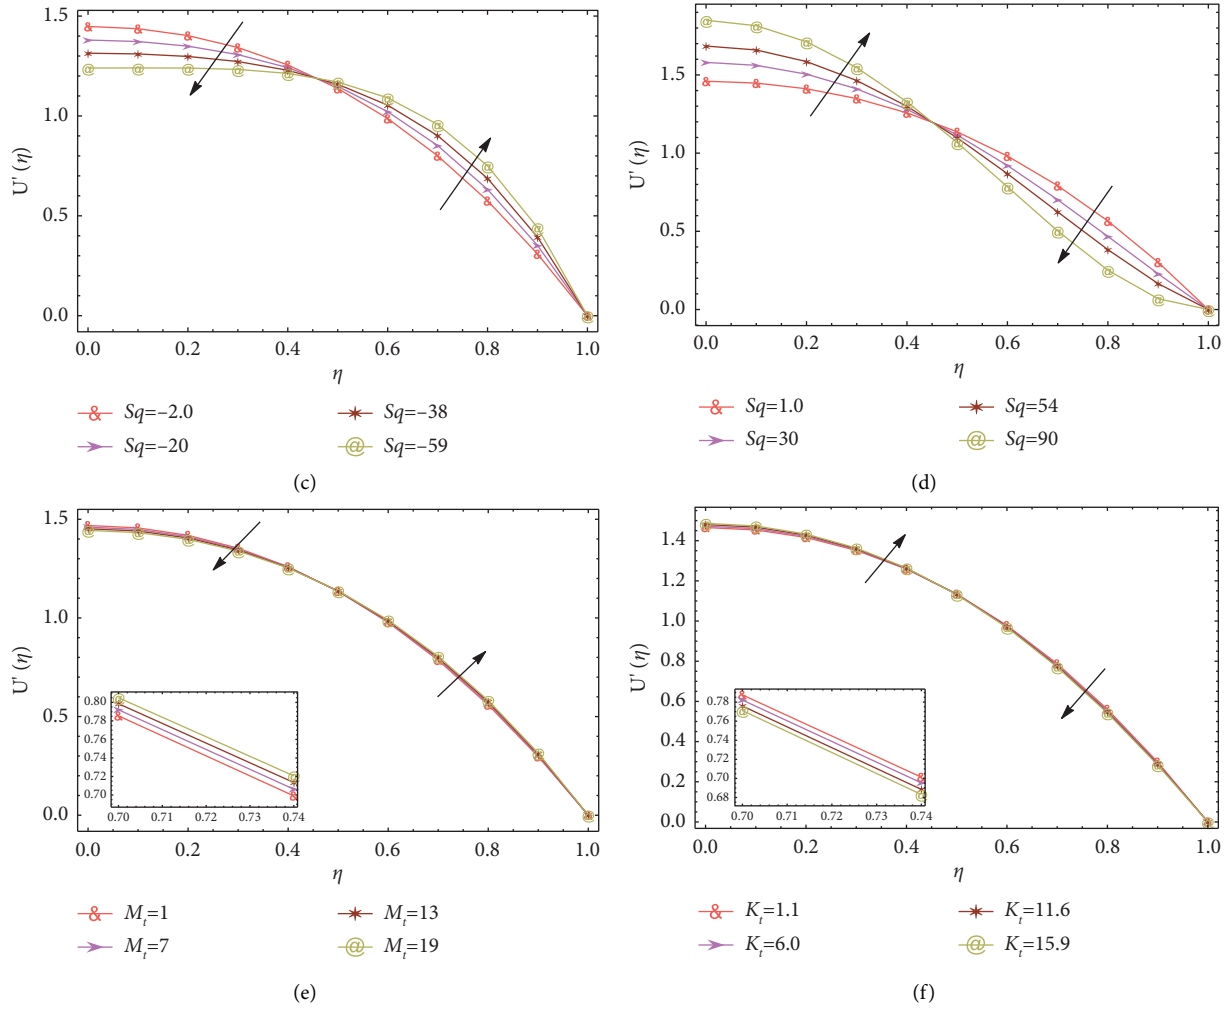 1.5
1.0
0.5
0.0
U' (η)
0.0 0.2 0.4 0.6 0.8 1.0
η
& Sq=–2.0
Sq=–20
Sq=–38
@ Sq=–59
(c)
1.5
1.0
0.5
0.0
U' (η)
0.0 0.2 0.4 0.6 0.8 1.0
η
& Sq=1.0
Sq=30
Sq=54
@ Sq=90
(d)
1.5
1.0
0.5
0.0
U' (η)
0.80
0.78
0.76
0.74
0.72
0.70
0.70 0.71 0.72 0.73 0.74
0.0 0.2 0.4 0.6 0.8 1.0
η
& Mt=1
Mt=7
Mt=13
@ Mt=19
(e)
1.4
1.2
1.0
0.8
0.6
0.4
0.2
0.0
U' (η)
0.78
0.76
0.74
0.72
0.70
0.68
0.70 0.71 0.72 0.73 0.74
0.0 0.2 0.4 0.6 0.8 1.0
η
& Kt=1.1
Kt=6.0
Kt=11.6
@ Kt=15.9
(f)